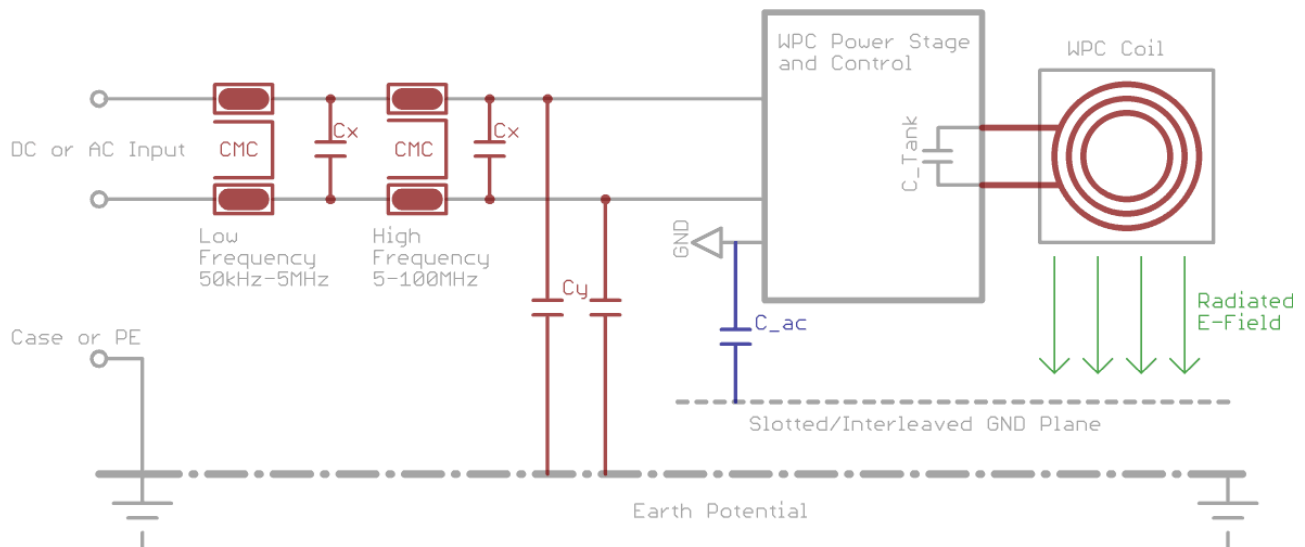 WPC Power Stage
and Control
WPC Coil
DC or AC Input
CMC
Cx
CMC
Cx
C_Tank
Low
Frequency
50kHz-5MHz
High
Frequency
5-100MHz
GND
Cy
C_ac
Radiated
E-Field
Case or PE
Slotted/Interleaved GND Plane
Earth Potential